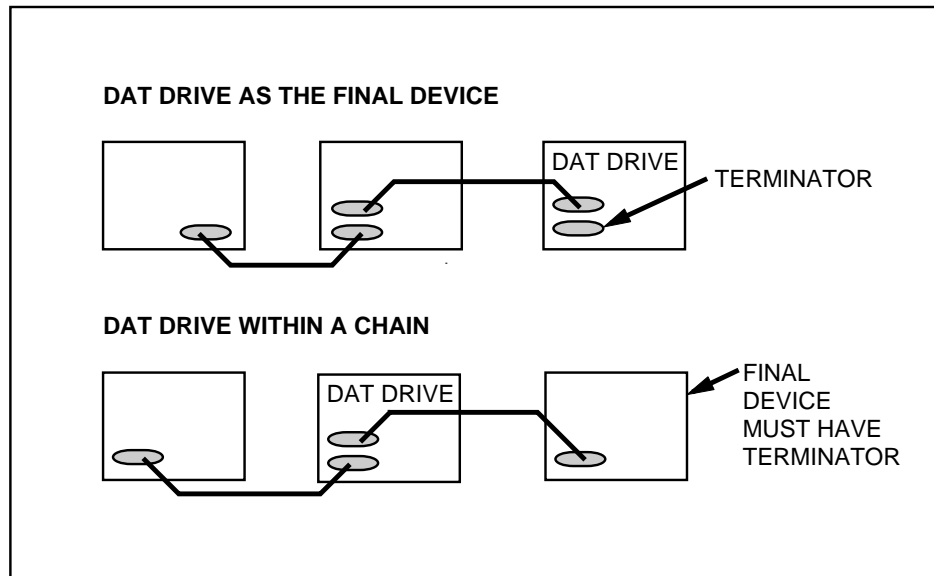 DAT DRIVE AS THE FINAL DEVICE
DAT DRIVE
TERMINATOR
DAT DRIVE WITHIN A CHAIN
DAT DRIVE
FINAL
DEVICE
MUST HAVE
TERMINATOR